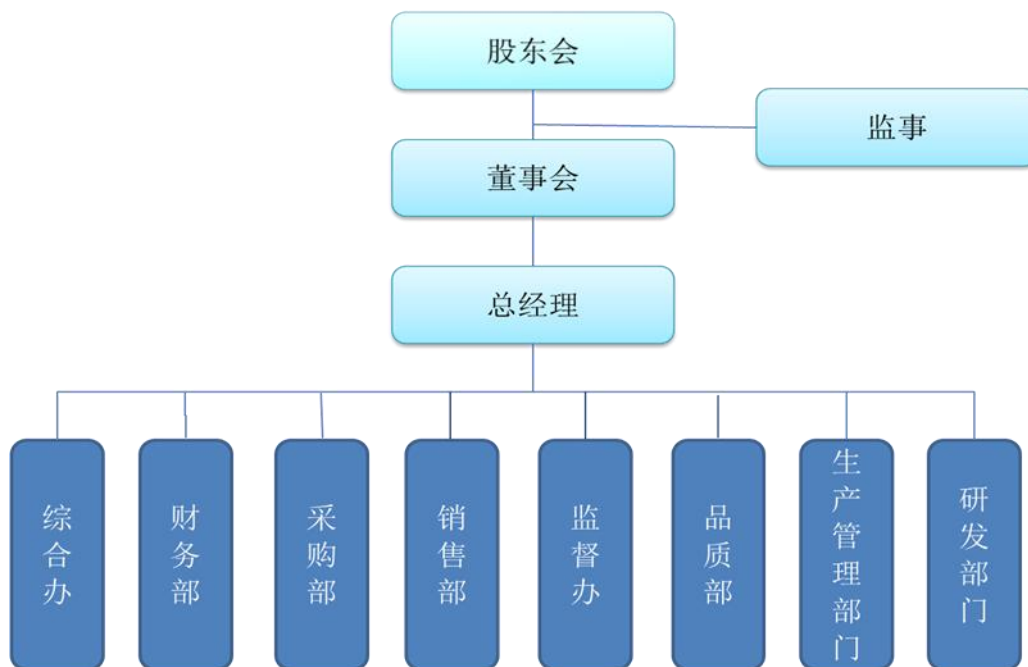 股东会
监事
董事会
总经理
综合办
财务部
采购部
销售部
监督办
品质部
生产管理部门
研发部门